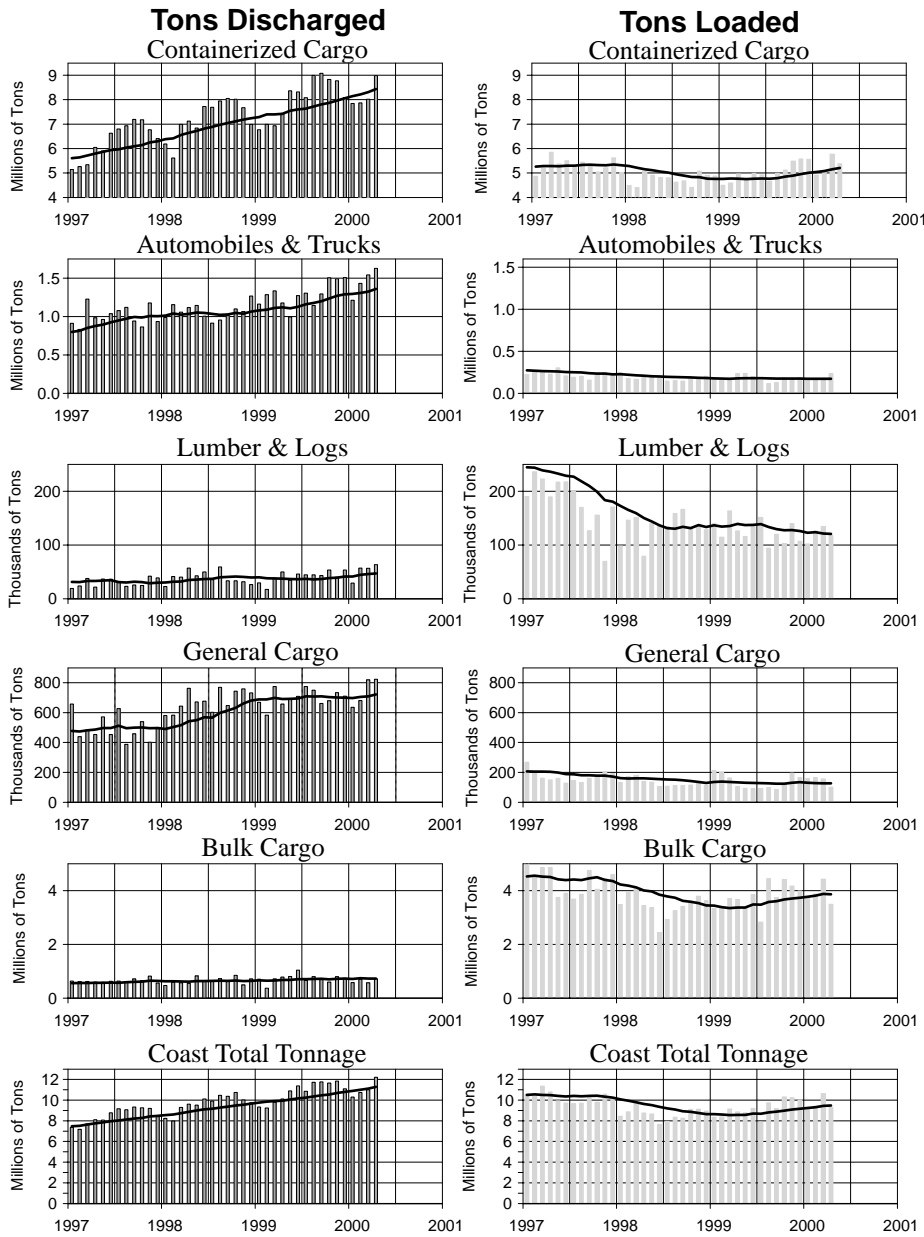 Tons Discharged
Containerized Cargo
Millions of Tons
9
8
7
6
5
4
1997 1998 1999 2000 2001
Automobiles & Trucks
Millions of Tons
1.5
1.0
0.5
0.0
1997 1998 1999 2000 2001
Lumber & Logs
Thousands of Tons
200
100
0
1997 1998 1999 2000 2001
General Cargo
Thousands of Tons
800
600
400
200
0
1997 1998 1999 2000 2001
Bulk Cargo
Millions of Tons
4
2
0
1997 1998 1999 2000 2001
Coast Total Tonnage
Millions of Tons
12
10
8
6
4
2
0
1997 1998 1999 2000 2001
Tons Loaded
Containerized Cargo
Millions of Tons
9
8
7
6
5
4
1997 1998 1999 2000 2001
Automobiles & Trucks
Millions of Tons
1.5
1.0
0.5
0.0
1997 1998 1999 2000 2001
Lumber & Logs
Thousands of Tons
200
100
0
1997 1998 1999 2000 2001
General Cargo
Thousands of Tons
800
600
400
200
0
1997 1998 1999 2000 2001
Bulk Cargo
Millions of Tons
4
2
0
1997 1998 1999 2000 2001
Coast Total Tonnage
Millions of Tons
12
10
8
6
4
2
0
1997 1998 1999 2000 2001